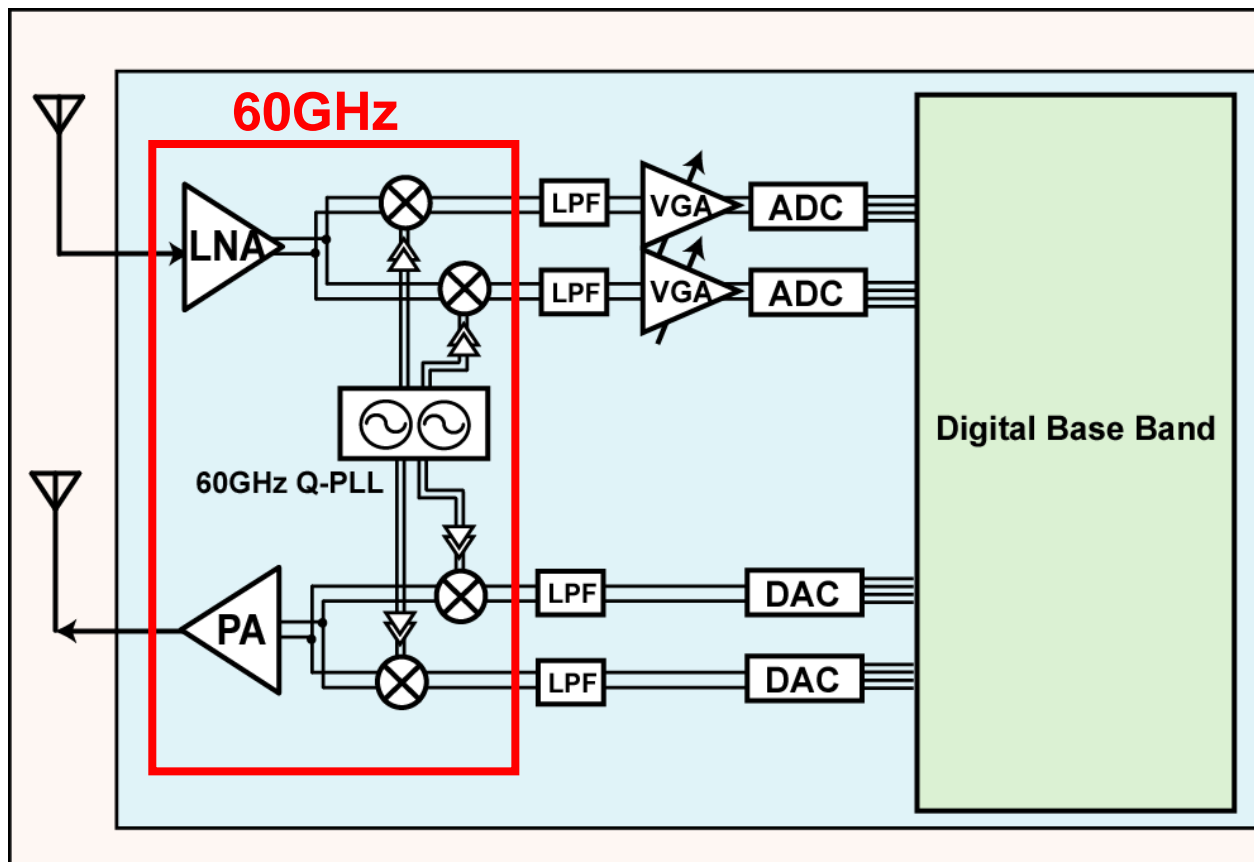 60GHz
LNA
LPF
VGA
ADC
LPF
VGA
ADC
60GHz Q-PLL
Digital Base Band
PA
LPF
DAC
LPF
DAC